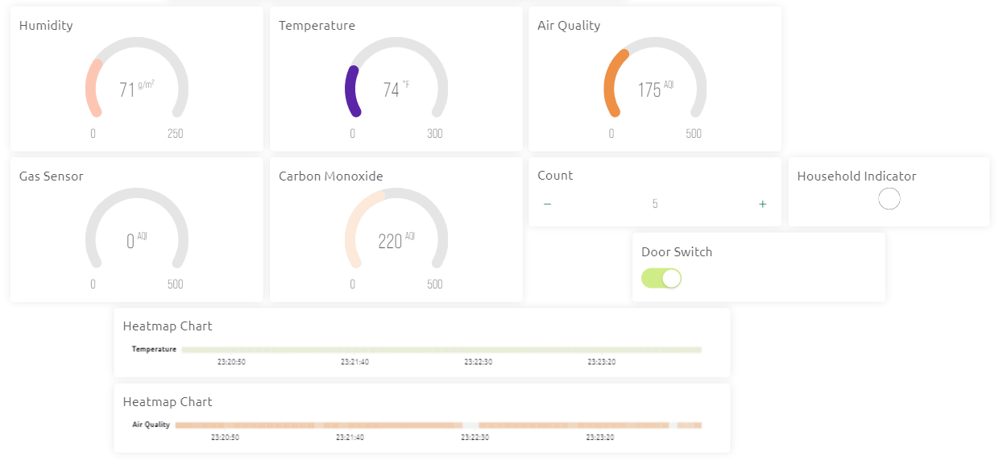 Humidity
71 g/m²
0 250
Temperature
74 °F
0 300
Air Quality
175 AQI
0 500
Gas Sensor
0 AQI
0 500
Carbon Monoxide
220 AQI
0 500
Count
− 5 +
Household Indicator
Door Switch
Heatmap Chart
Temperature
23:20:50 23:21:40 23:22:30 23:23:20
Heatmap Chart
Air Quality
23:20:50 23:21:40 23:22:30 23:23:20